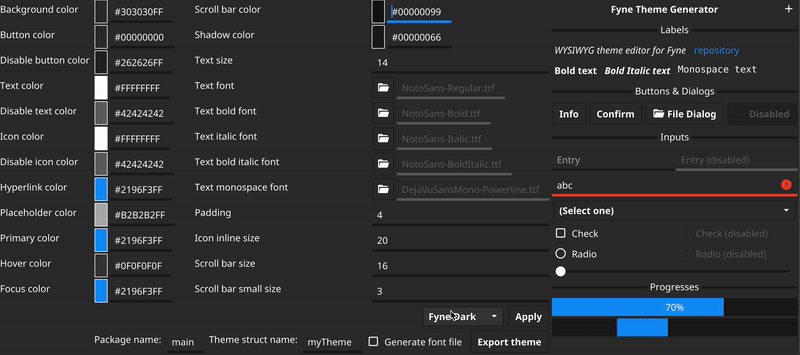 Background color #303030FF Scroll bar color #00000099
Button color #00000000 Shadow color #00000066
Disable button color #262626FF Text size 14
Text color #FFFFFFFF Text font NotoSans-Regular.ttf
Disable text color #42424242 Text bold font NotoSans-Bold.ttf
Icon color #FFFFFFFF Text italic font NotoSans-Italic.ttf
Disable icon color #42424242 Text bold italic font NotoSans-BoldItalic.ttf
Hyperlink color #2196F3FF Text monospace font DejaVuSansMono-Powerline.ttf
Placeholder color #B2B2B2FF Padding 4
Primary color #2196F3FF Icon inline size 20
Hover color #0F0F0F0F Scroll bar size 16
Focus color #2196F3FF Scroll bar small size 3
Fyne Dark Apply
Package name: main Theme struct name: myTheme Generate font file Export theme
Fyne Theme Generator +
Labels
WYSIWYG theme editor for Fyne repository
Bold text Bold Italic text Monospace text
Buttons & Dialogs
Info Confirm File Dialog Disabled
Inputs
Entry Entry (disabled)
abc
(Select one)
Check Check (disabled)
Radio Radio (disabled)
Progresses
70%